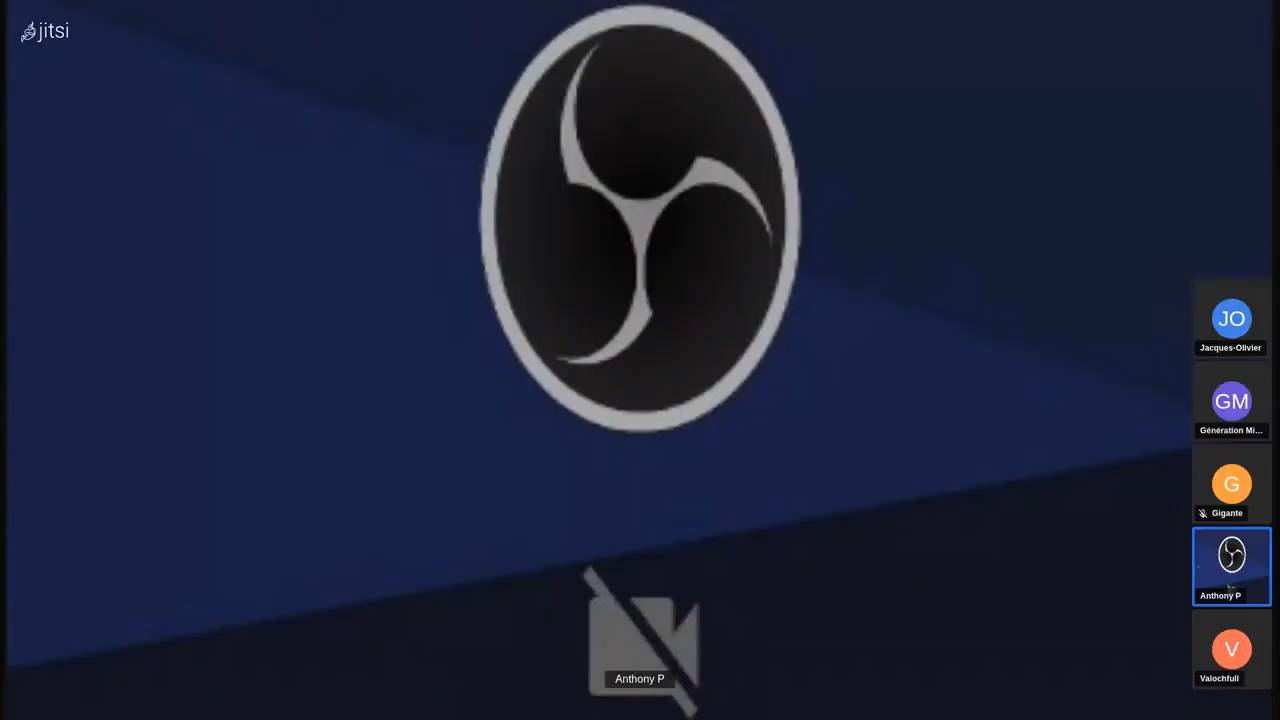 jitsi
JO
Jacques-Olivier
GM
Génération Mi...
G
Gigante
Anthony P
V
Valochfull
Anthony P